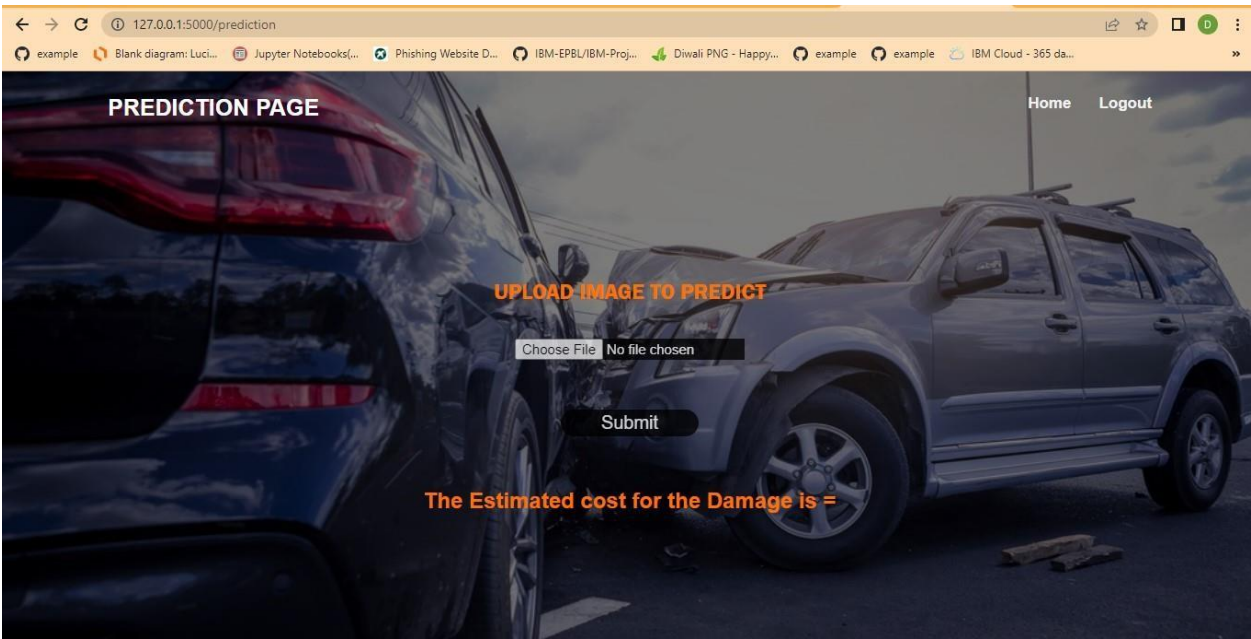 127.0.0.1:5000/prediction
D
example Blank diagram: Luci... Jupyter Notebooks(... Phishing Website D... IBM-EPBL/IBM-Proj... Diwali PNG - Happy... example example IBM Cloud - 365 da... »
PREDICTION PAGE Home Logout
UPLOAD IMAGE TO PREDICT
Choose File No file chosen
Submit
The Estimated cost for the Damage is =